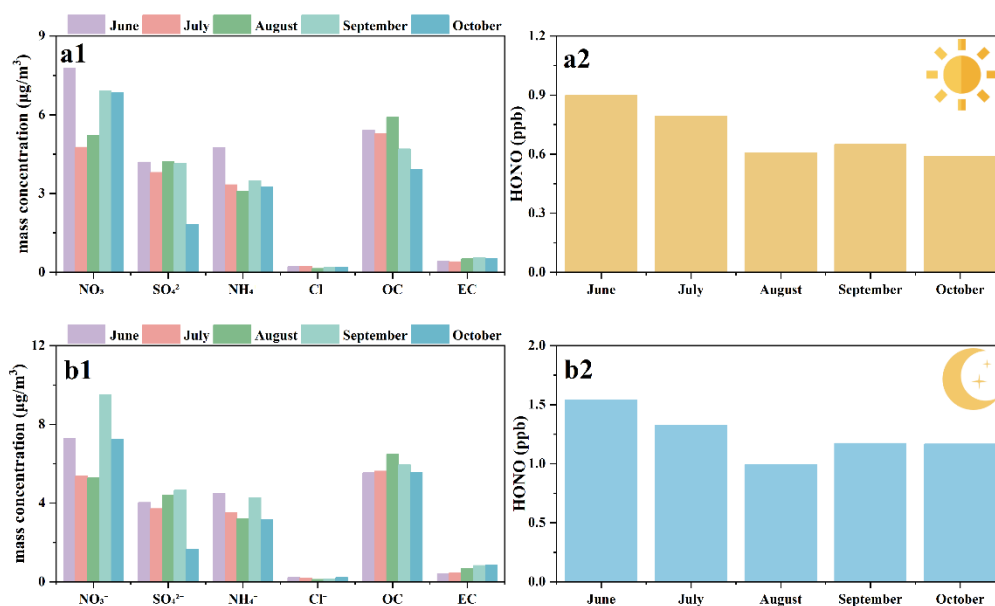 June July August September October
9
6
3
0
mass concentration (μg/m³)
a1
NO₃ SO₄² NH₄ Cl OC EC
1.2
0.9
0.6
0.3
0.0
HONO (ppb)
a2
June July August September October
June July August September October
12
8
4
0
mass concentration (μg/m³)
b1
NO₃⁻ SO₄²⁻ NH₄⁻ Cl⁻ OC EC
2.0
1.5
1.0
0.5
0.0
HONO (ppb)
b2
June July August September October